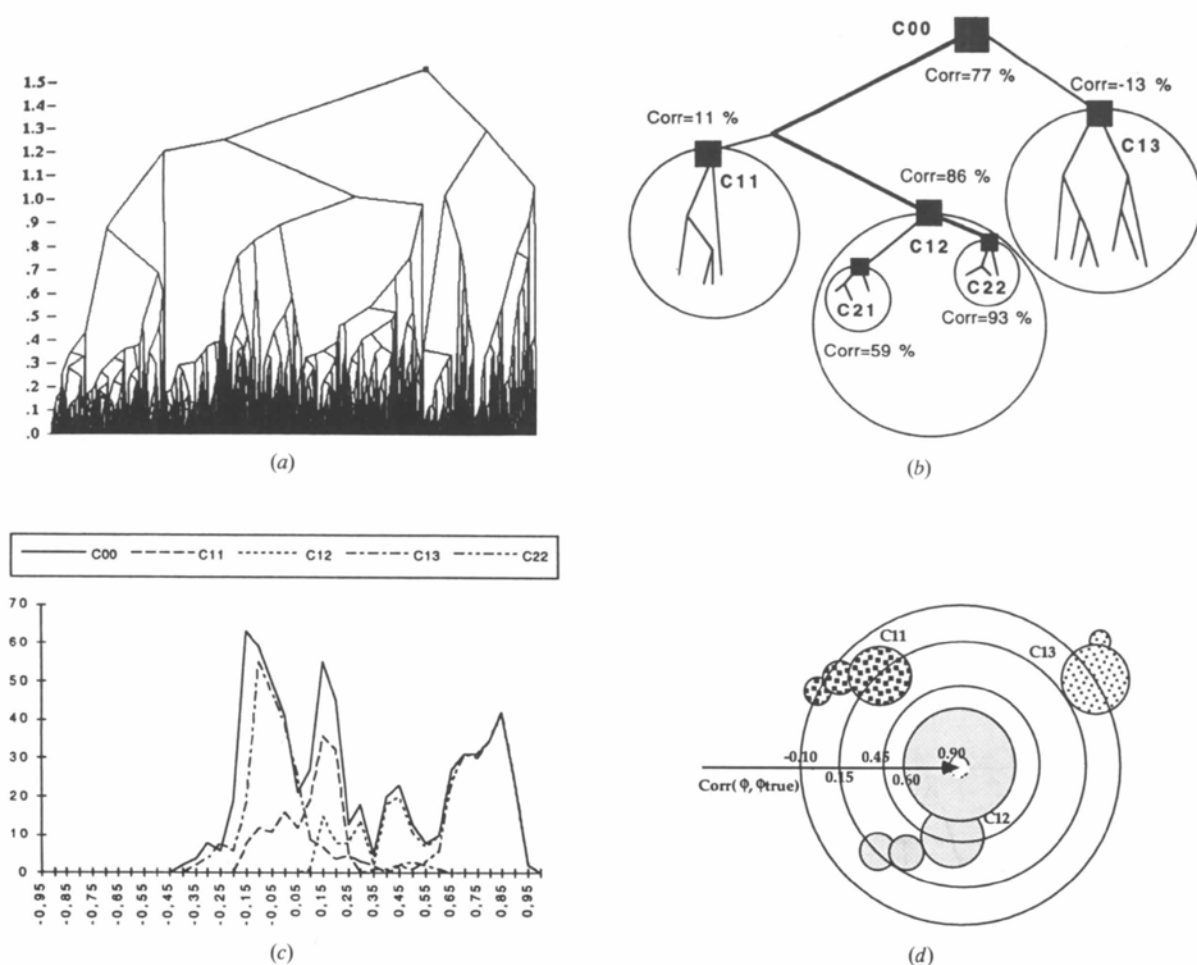 1.5
1.4
1.3
1.2
1.1
1.0
.9
.8
.7
.6
.5
.4
.3
.2
.1
.0
(a)
C00
Corr=77 %
Corr=-13 %
Corr=11 %
C11
C13
Corr=86 %
C12
C21
C22
Corr=93 %
Corr=59 %
(b)
C00 C11 C12 C13 C22
70
60
50
40
30
20
10
0
-0,95 -0,85 -0,75 -0,65 -0,55 -0,45 -0,35 -0,25 -0,15 -0,05 0,05 0,15 0,25 0,35 0,45 0,55 0,65 0,75 0,85 0,95
(c)
C11
C13
-0.10 0.15 0.45 0.60 0.90
Corr(ϕ, ϕtrue)
C12
(d)